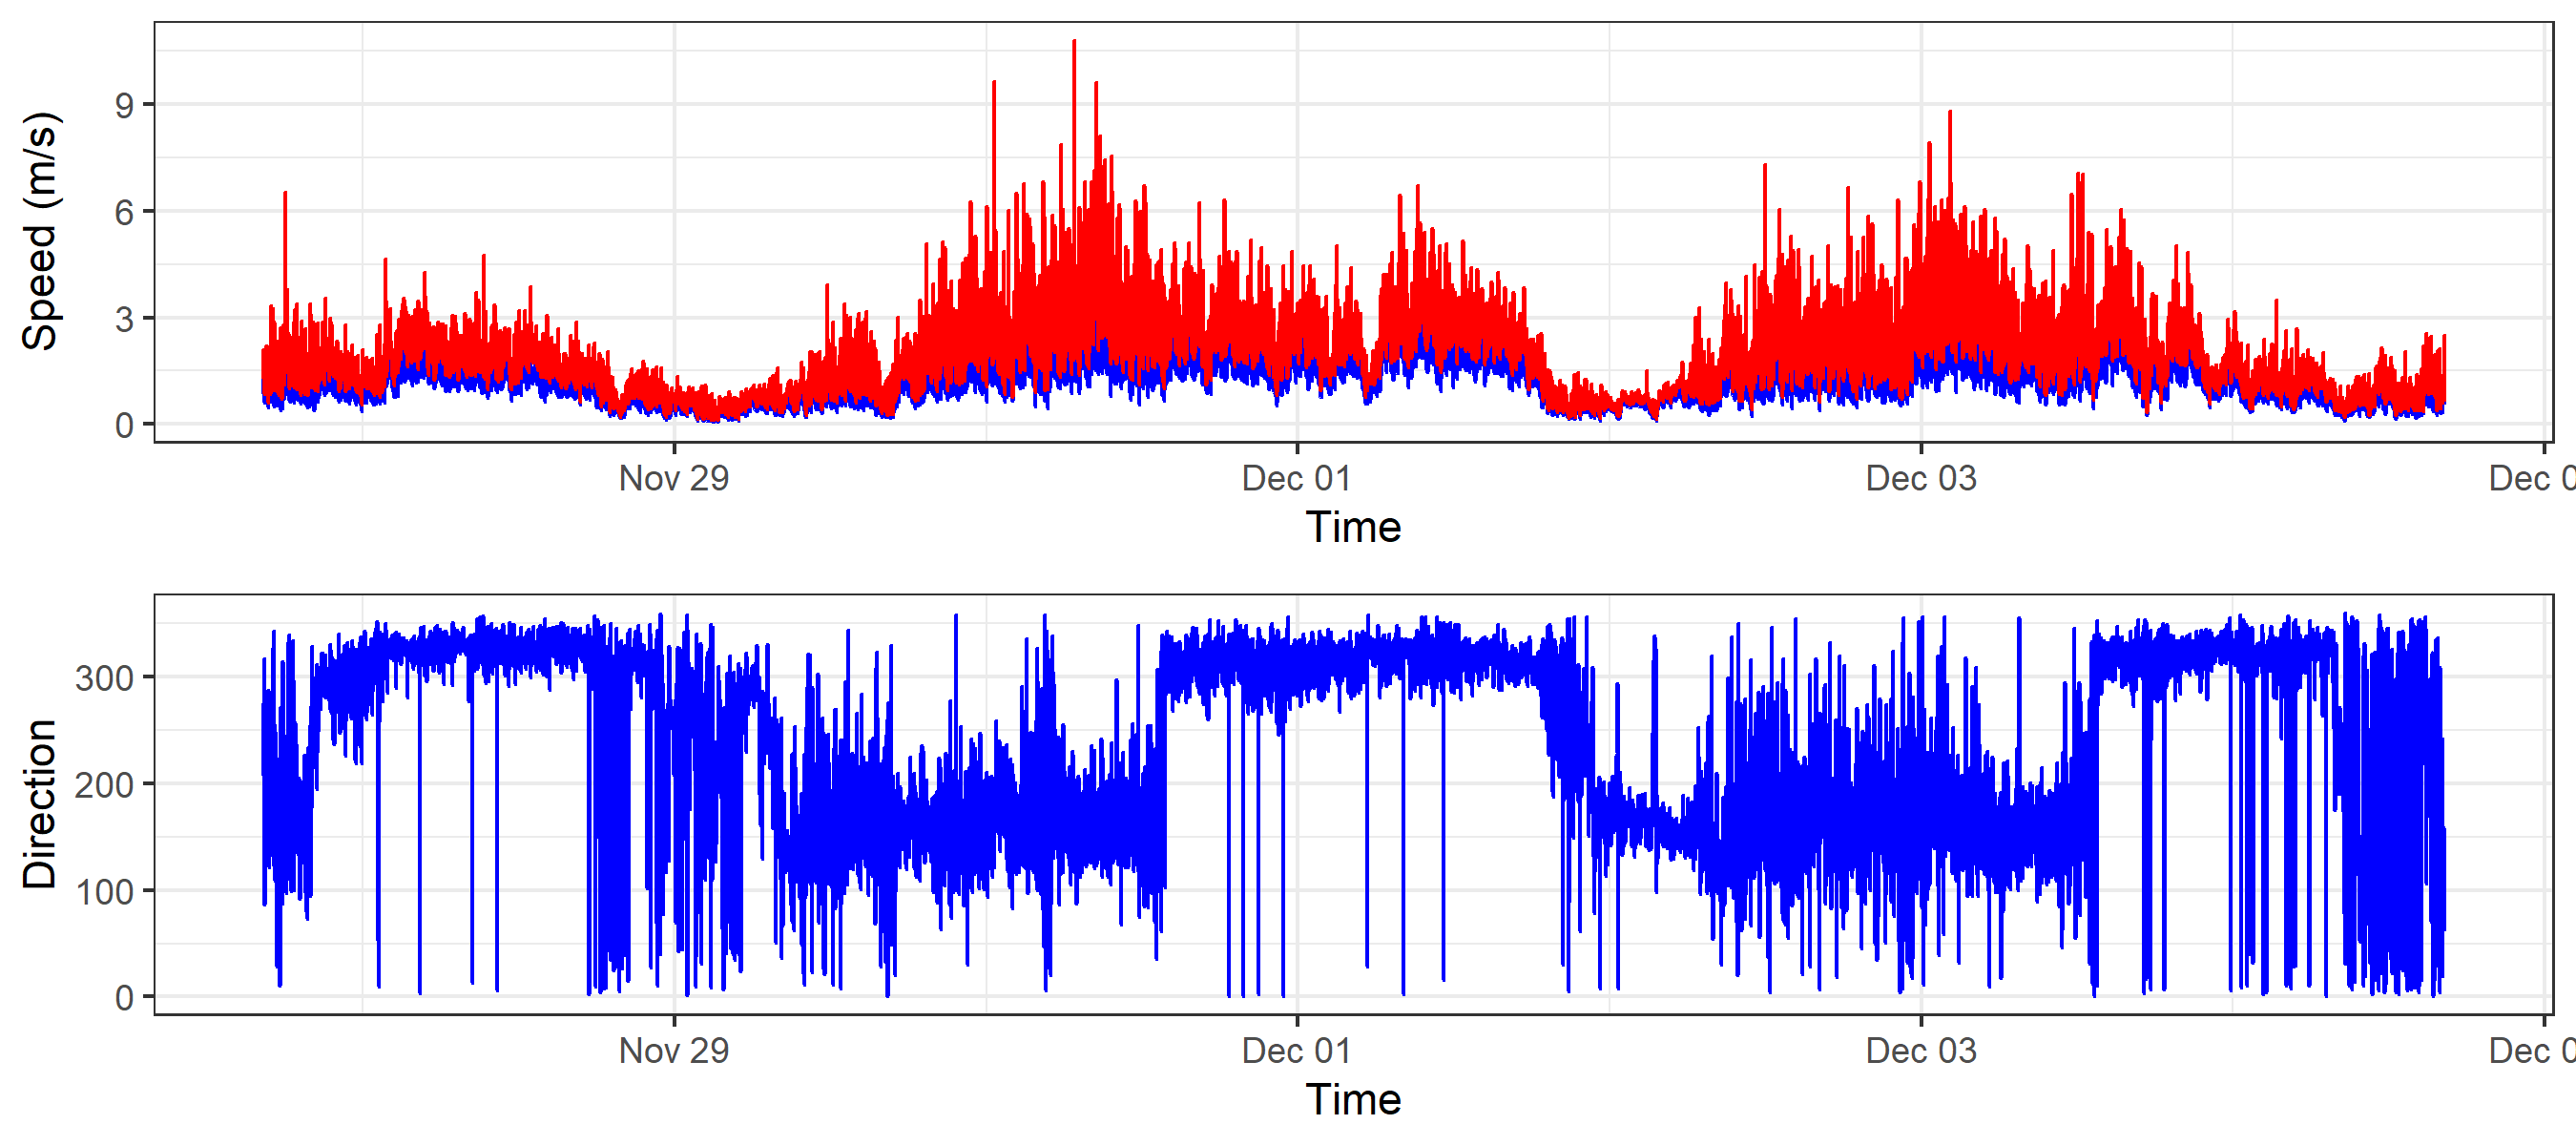 Speed (m/s)
9
6
3
0
Nov 29
Dec 01
Dec 03
Dec 0
Time
Direction
300
200
100
0
Nov 29
Dec 01
Dec 03
Dec 0
Time